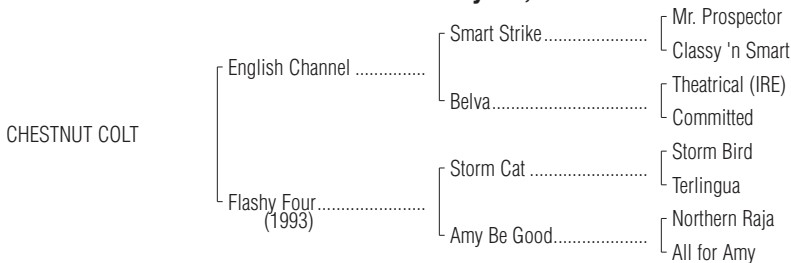 Mr. Prospector
Smart Strike.....................
Classy 'n Smart
English Channel ..............
Theatrical (IRE)
Belva................................
Committed
CHESTNUT COLT
Storm Bird
Storm Cat ........................
Terlingua
Flashy Four......................
(1993)
Northern Raja
Amy Be Good...................
All for Amy